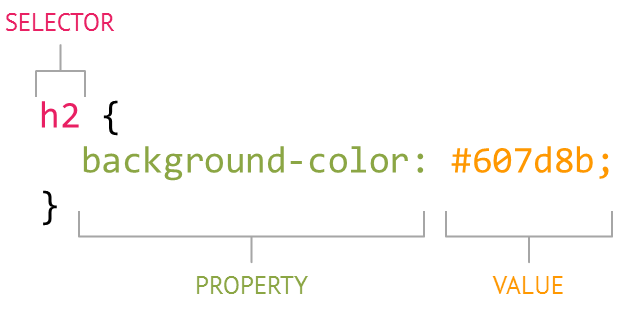 SELECTOR
h2 {
background-color: #607d8b;
}
PROPERTY VALUE